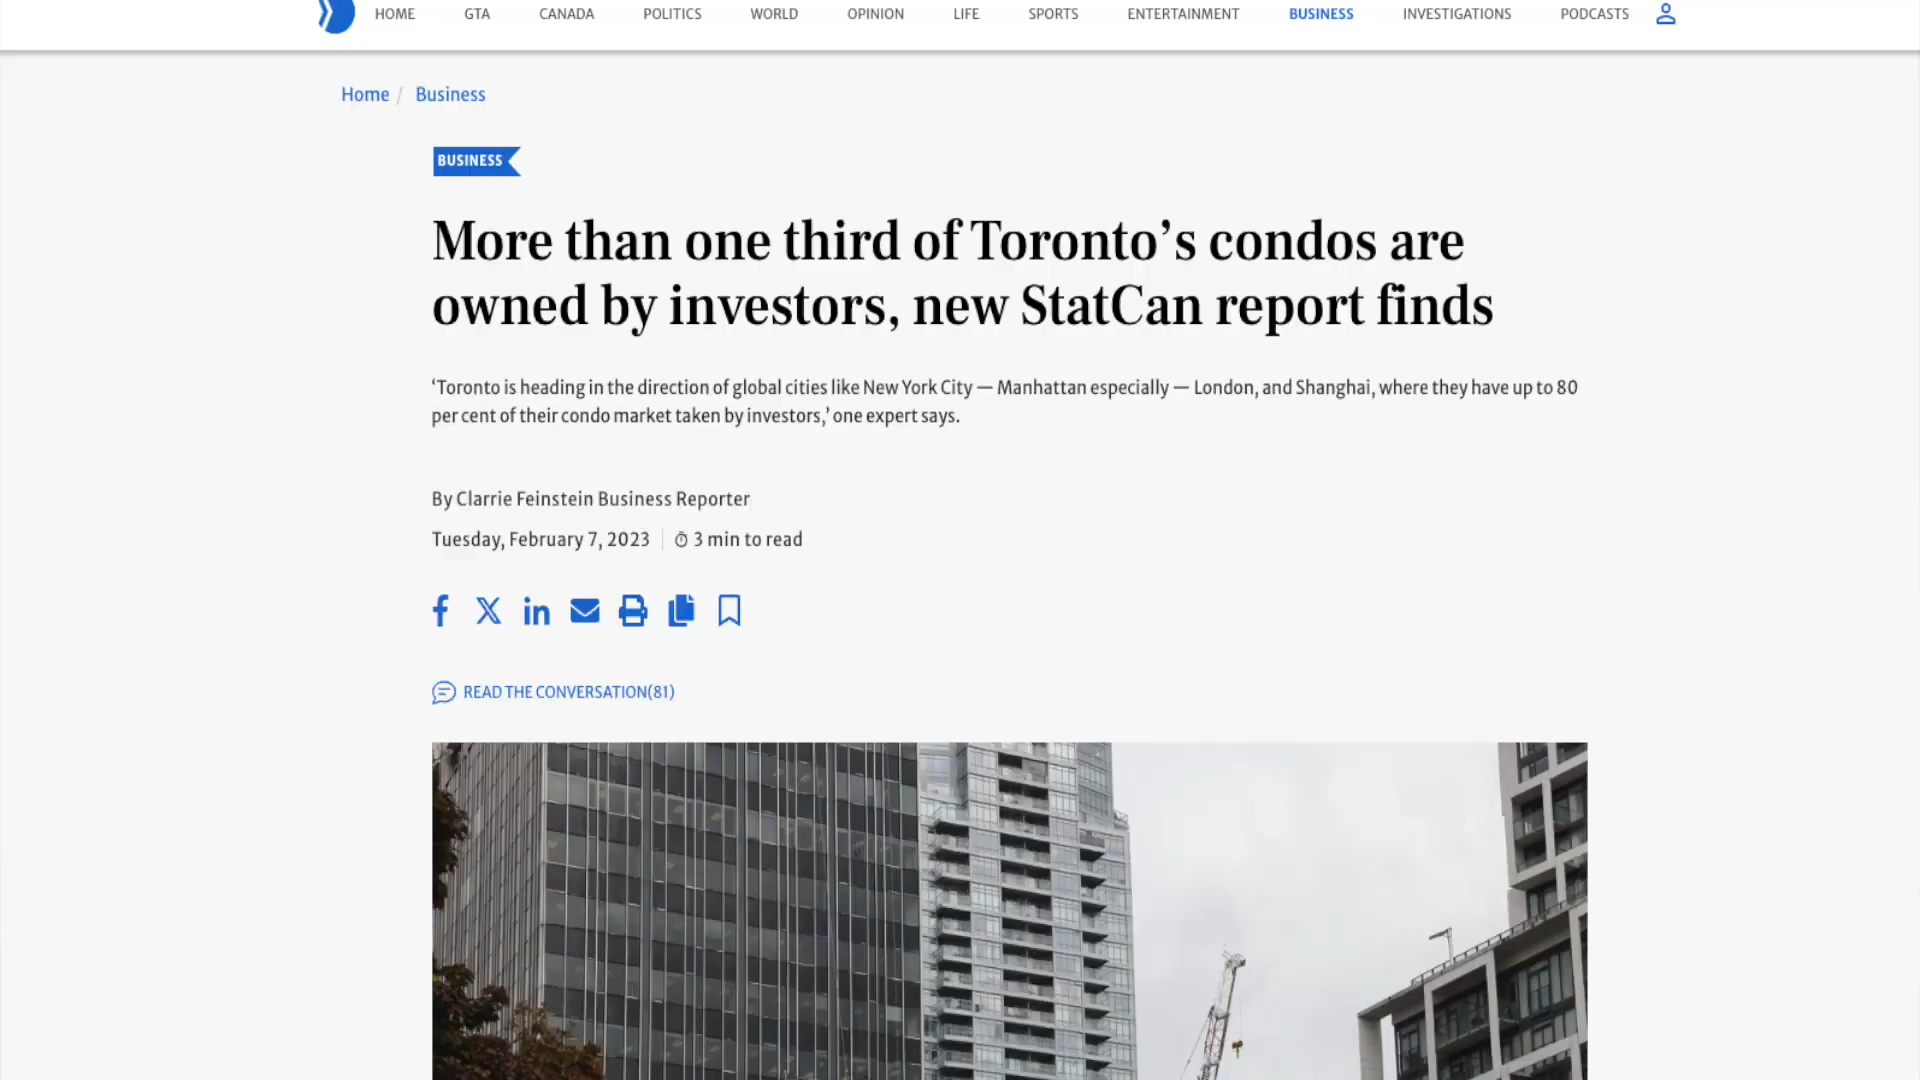 HOME GTA CANADA POLITICS WORLD OPINION LIFE SPORTS ENTERTAINMENT BUSINESS INVESTIGATIONS PODCASTS
Home / Business
BUSINESS
More than one third of Toronto’s condos are
owned by investors, new StatCan report finds
‘Toronto is heading in the direction of global cities like New York City — Manhattan especially — London, and Shanghai, where they have up to 80
per cent of their condo market taken by investors,’ one expert says.
By Clarrie Feinstein Business Reporter
Tuesday, February 7, 2023 3 min to read
READ THE CONVERSATION(81)